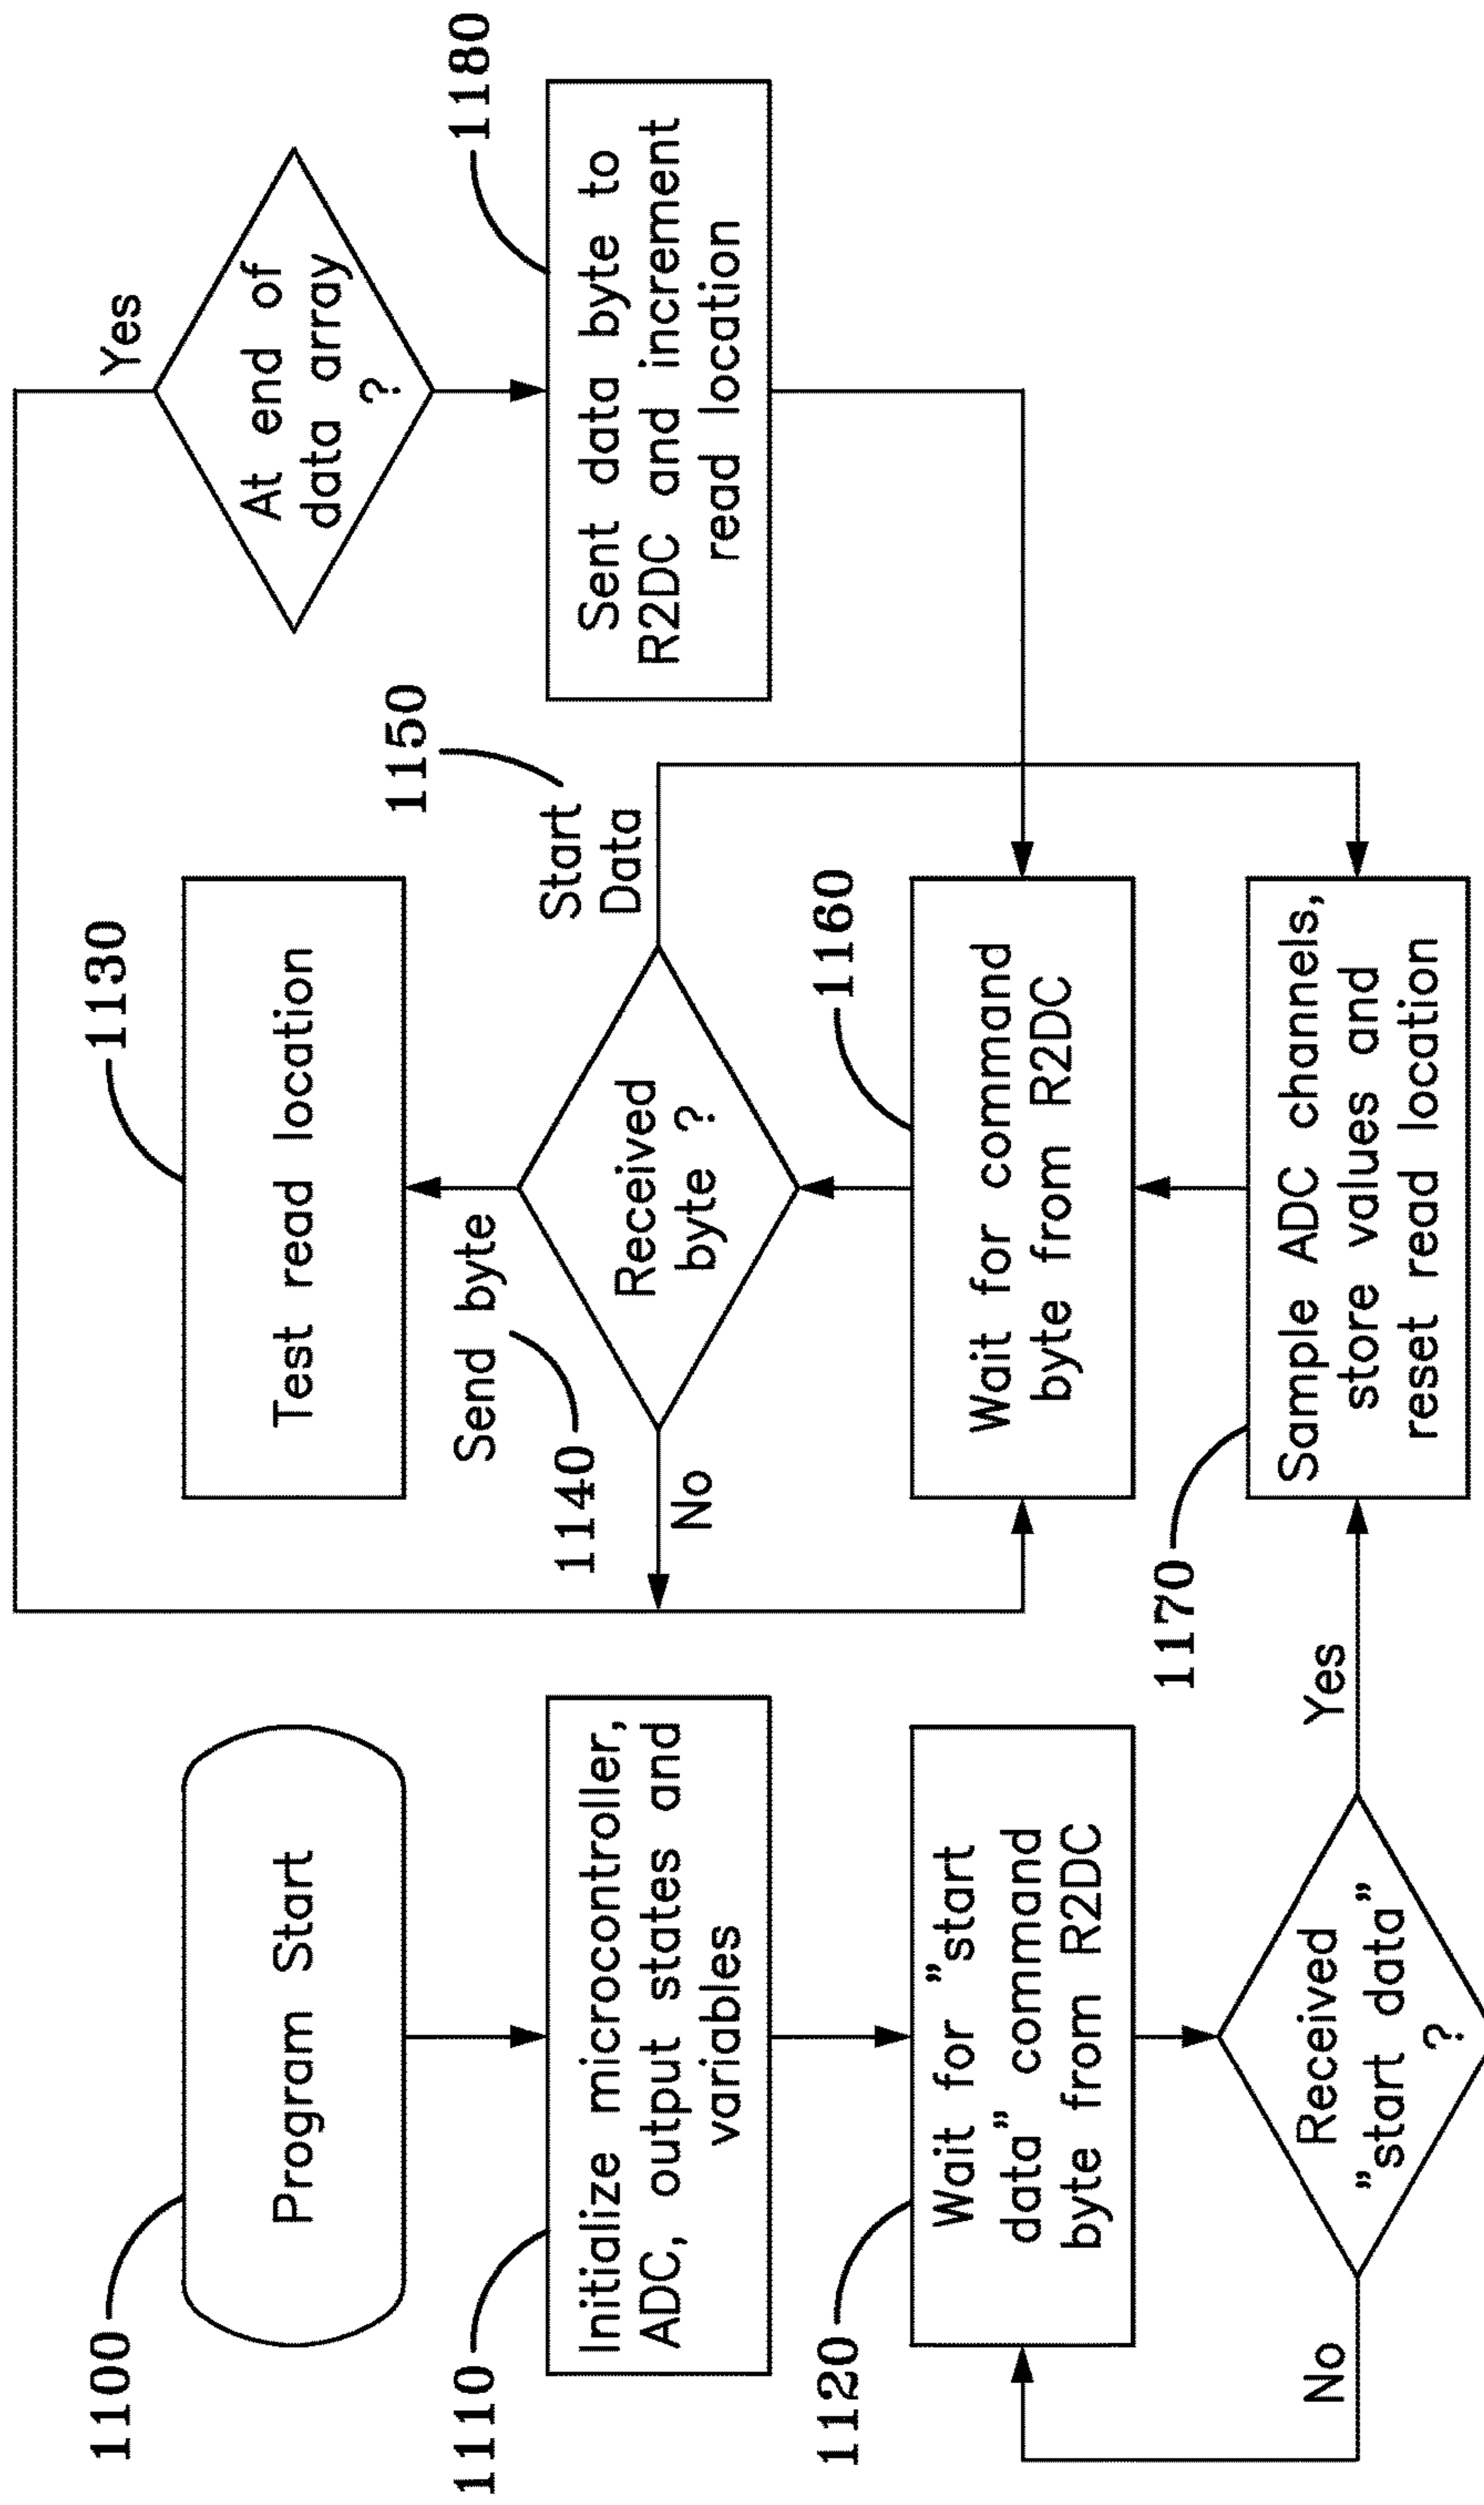 1100
Program Start
1110
Initialize microcontroller,
ADC, output states and
variables
1120
Wait for "start
data" command
byte from R2DC
Received
"start data"
?
No
Yes
1130
Test read location
Send byte
1140
Received
byte ?
No
Start
Data
1150
1160
Wait for command
byte from R2DC
1170
Sample ADC channels,
store values and
reset read location
Yes
At end of
data array
?
1180
Sent data byte to
R2DC and increment
read location